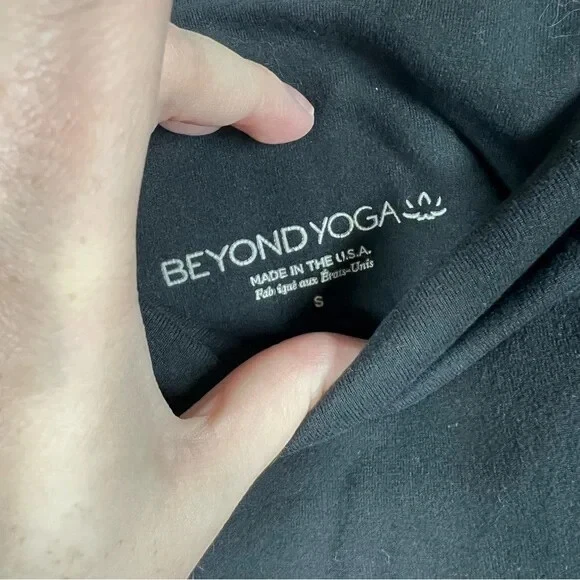 BEYOND YOGA
MADE IN THE U.S.A.
Fabriqué aux États-Unis
S